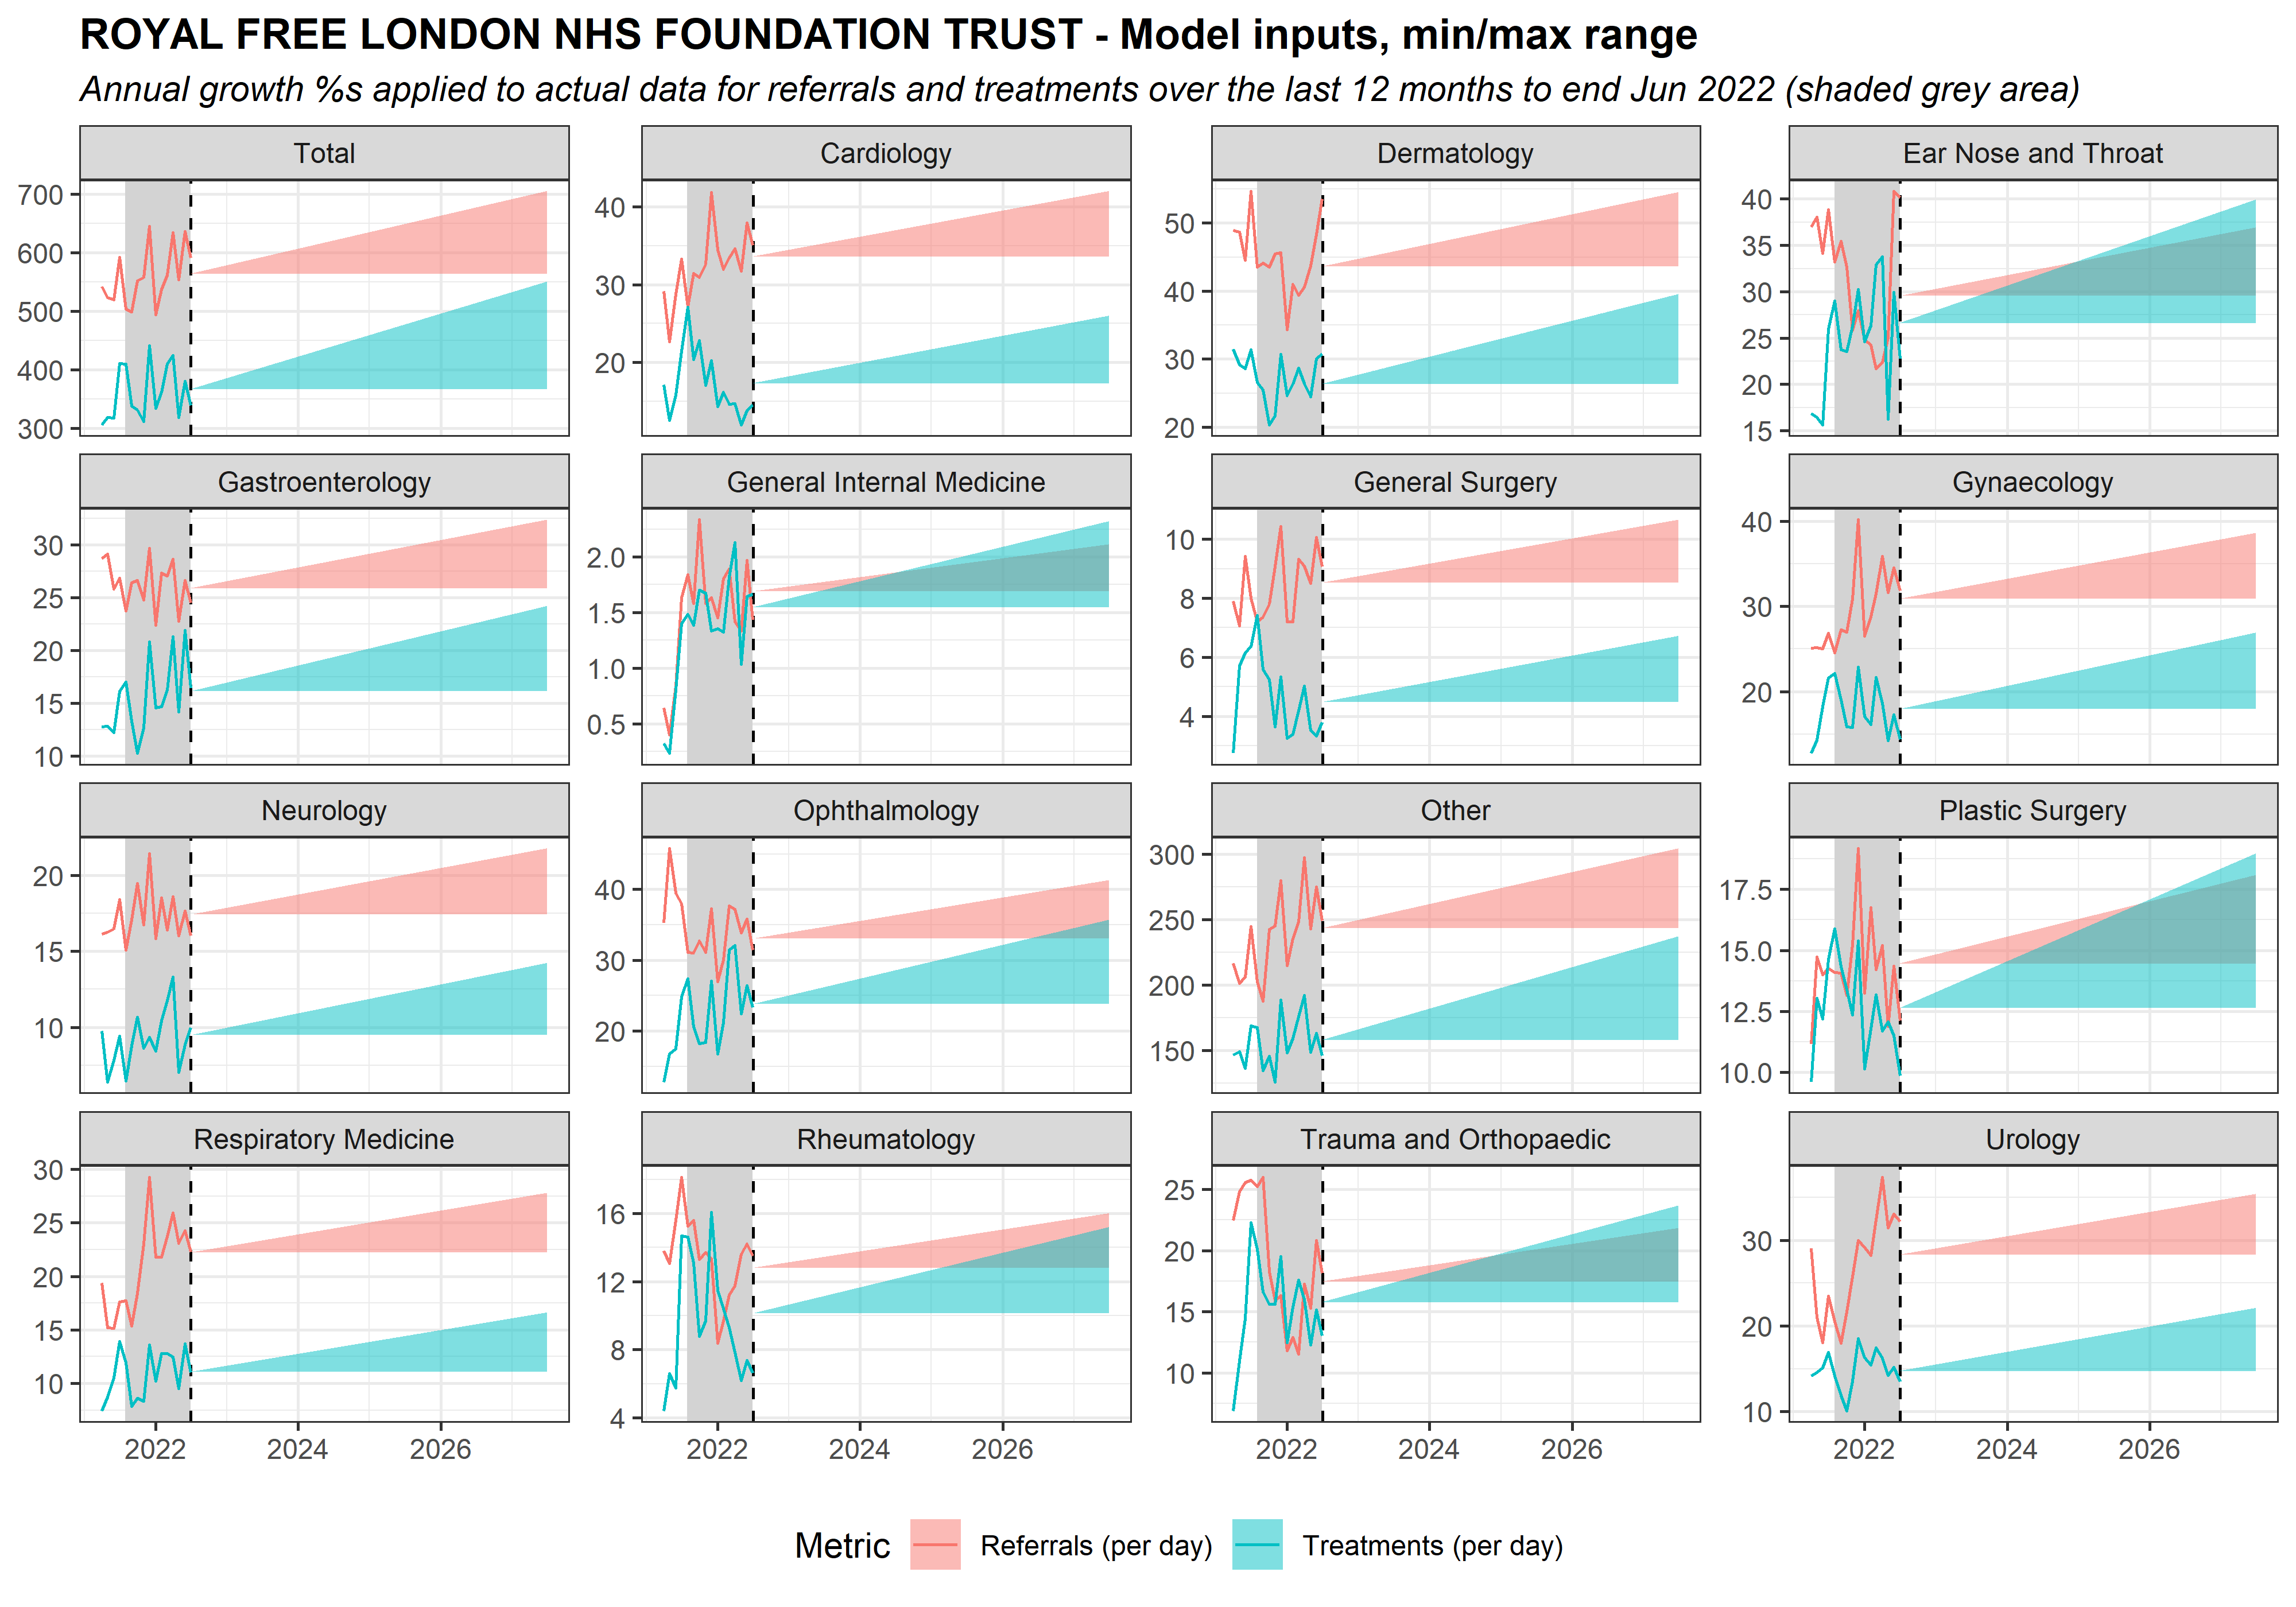 ROYAL FREE LONDON NHS FOUNDATION TRUST - Model inputs, min/max range
Annual growth %s applied to actual data for referrals and treatments over the last 12 months to end Jun 2022 (shaded grey area)
Total
Cardiology
Dermatology
Ear Nose and Throat
700
600
500
400
300
40
30
20
50
40
30
20
40
35
30
25
20
15
Gastroenterology
General Internal Medicine
General Surgery
Gynaecology
30
25
20
15
10
2.0
1.5
1.0
0.5
10
8
6
4
40
30
20
Neurology
Ophthalmology
Other
Plastic Surgery
20
15
10
40
30
20
300
250
200
150
17.5
15.0
12.5
10.0
Respiratory Medicine
Rheumatology
Trauma and Orthopaedic
Urology
30
25
20
15
10
16
12
8
4
25
20
15
10
30
20
10
2022 2024 2026
2022 2024 2026
2022 2024 2026
2022 2024 2026
Metric Referrals (per day) Treatments (per day)